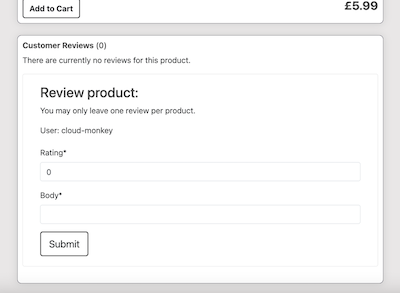 Add to Cart
£5.99
Customer Reviews (0)
There are currently no reviews for this product.
Review product:
You may only leave one review per product.
User: cloud-monkey
Rating*
0
Body*
Submit